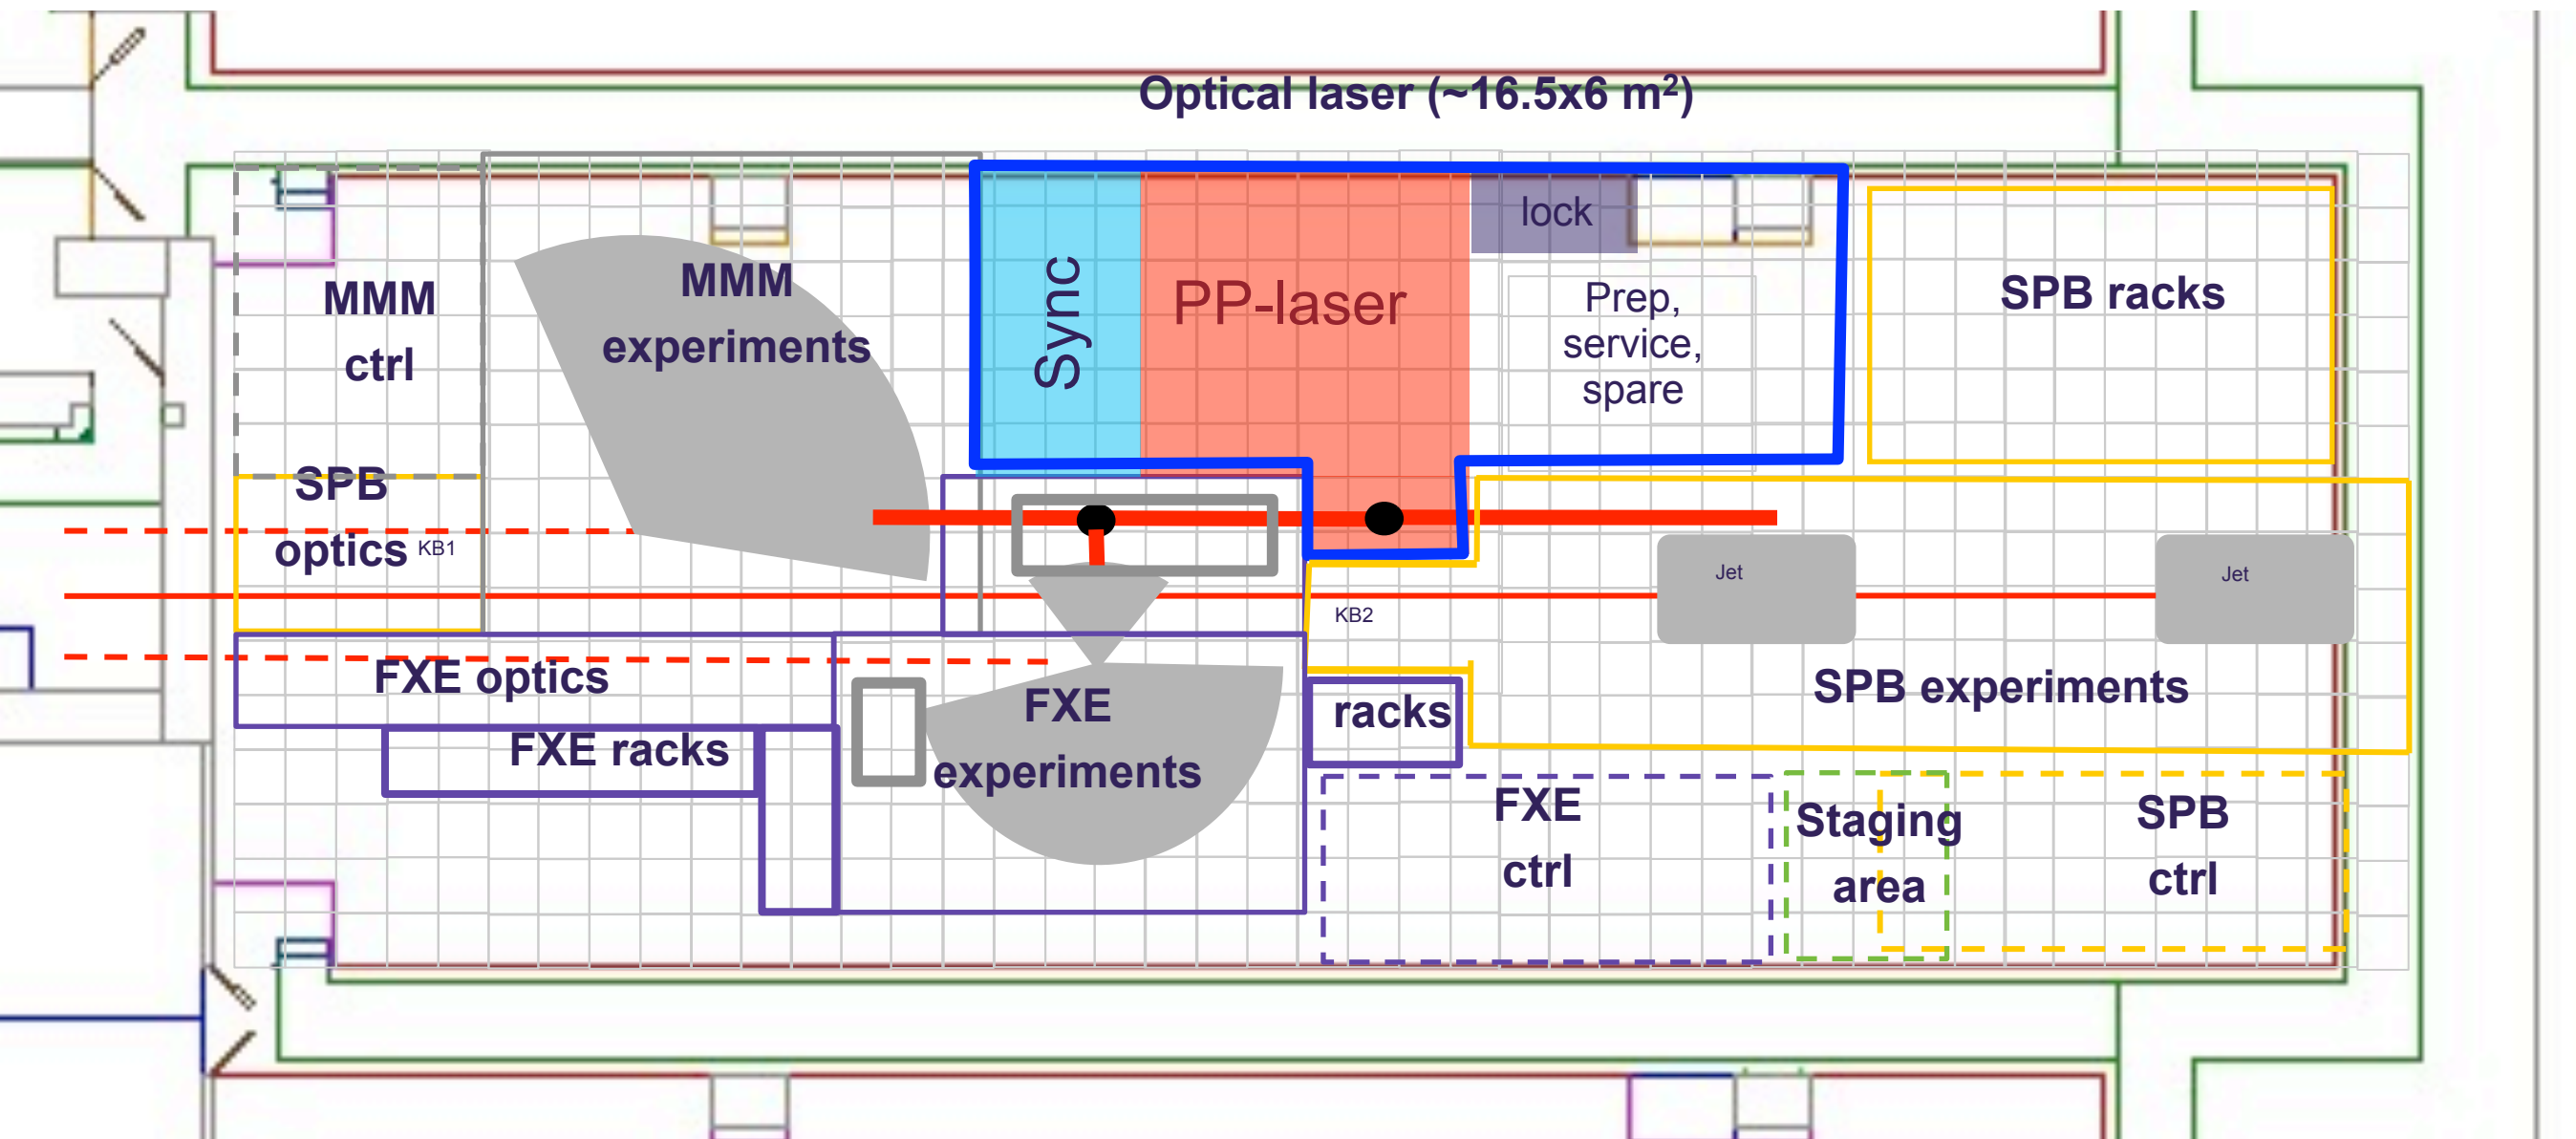 Optical laser (~16.5x6 m²)
lock
MMM
ctrl
MMM
experiments
Sync
PP-laser
Prep,
service,
spare
SPB racks
SPB
optics KB1
Jet
Jet
KB2
FXE optics
FXE racks
FXE
experiments
racks
SPB experiments
FXE
ctrl
Staging
area
SPB
ctrl